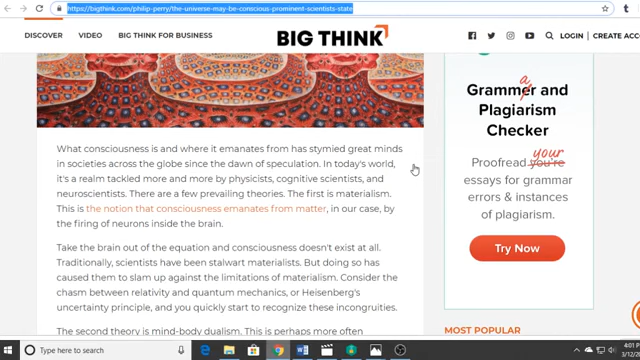 https://bigthink.com/philip-perry/the-universe-may-be-conscious-prominent-scientists-state
DISCOVER VIDEO BIG THINK FOR BUSINESS BIG THINK LOGIN CREATE ACCO
What consciousness is and where it emanates from has stymied great minds
in societies across the globe since the dawn of speculation. In today's world,
it's a realm tackled more and more by physicists, cognitive scientists, and
neuroscientists. There are a few prevailing theories. The first is materialism.
This is the notion that consciousness emanates from matter, in our case, by
the firing of neurons inside the brain.
Take the brain out of the equation and consciousness doesn't exist at all.
Traditionally, scientists have been stalwart materialists. But doing so has
caused them to slam up against the limitations of materialism. Consider the
chasm between relativity and quantum mechanics, or Heisenberg's
uncertainty principle, and you quickly start to recognize these incongruities.
The second theory is mind-body dualism. This is perhaps more often
a
Grammer and
Plagiarism
Checker
your
Proofread you're
essays for grammar
errors & instances
of plagiarism.
Try Now
MOST POPULAR
Type here to search
4:01 P
3/12/20